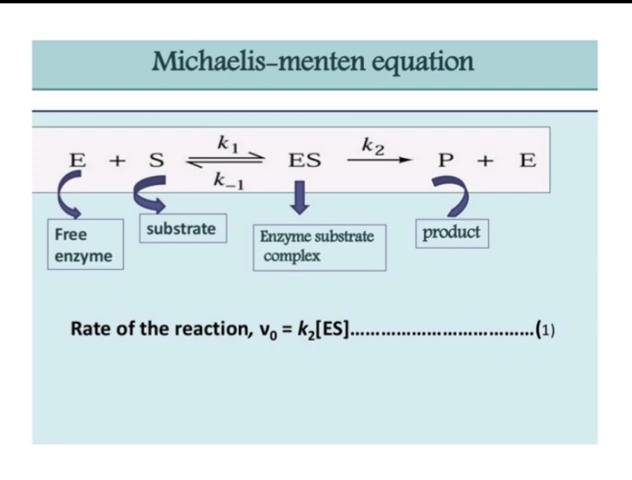 Michaelis-menten equation
k₁
k₂
E + S ⇌ ES → P + E
k₋₁
Free
enzyme
substrate
Enzyme substrate
complex
product
Rate of the reaction, v₀ = k₂[ES]....................................(1)